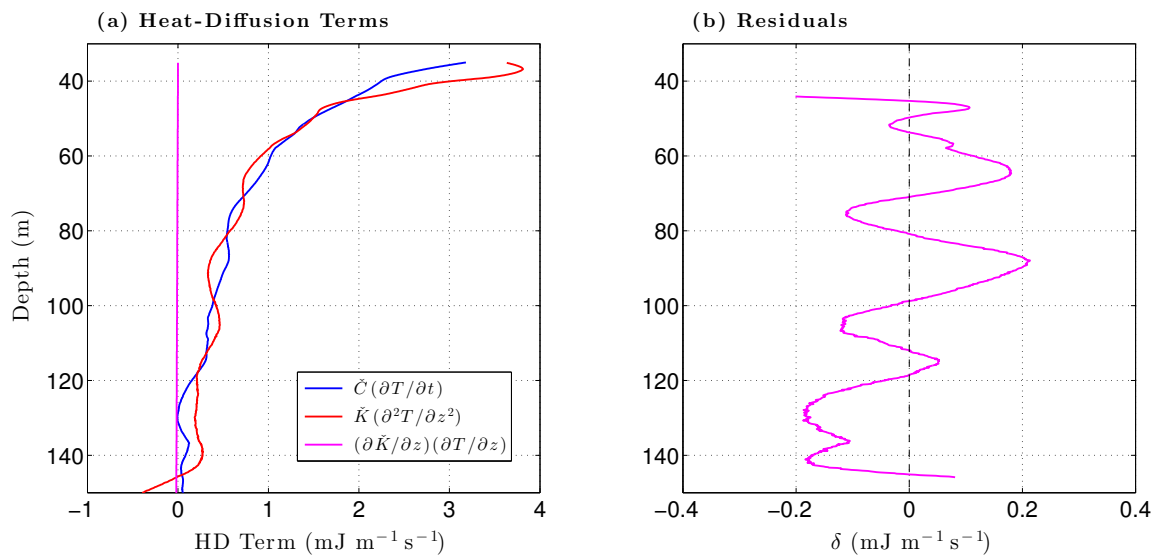 (a) Heat-Diffusion Terms
40
60
80
100
120
140
Depth (m)
−1
0
1
2
3
4
HD Term (mJ m⁻¹ s⁻¹)
Č(∂T/∂t)
Ǩ(∂²T/∂z²)
(∂Ǩ/∂z)(∂T/∂z)
(b) Residuals
40
60
80
100
120
140
−0.4
−0.2
0
0.2
0.4
δ (mJ m⁻¹ s⁻¹)